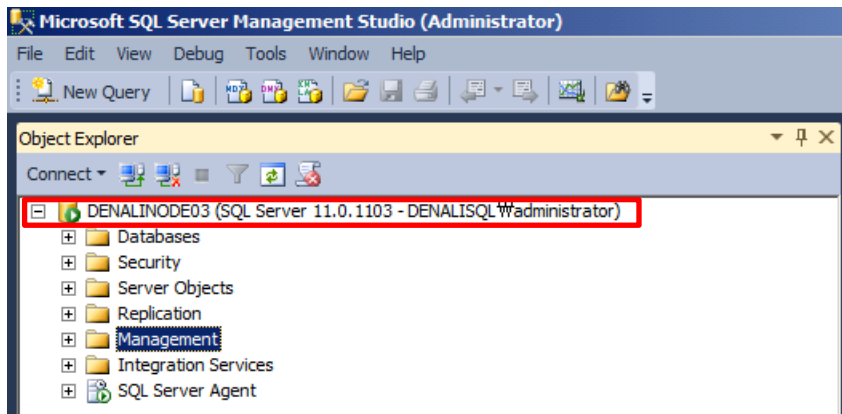 Microsoft SQL Server Management Studio (Administrator)
File Edit View Debug Tools Window Help
New Query
Object Explorer
Connect
DENALINODE03 (SQL Server 11.0.1103 - DENALISQL₩administrator)
Databases
Security
Server Objects
Replication
Management
Integration Services
SQL Server Agent